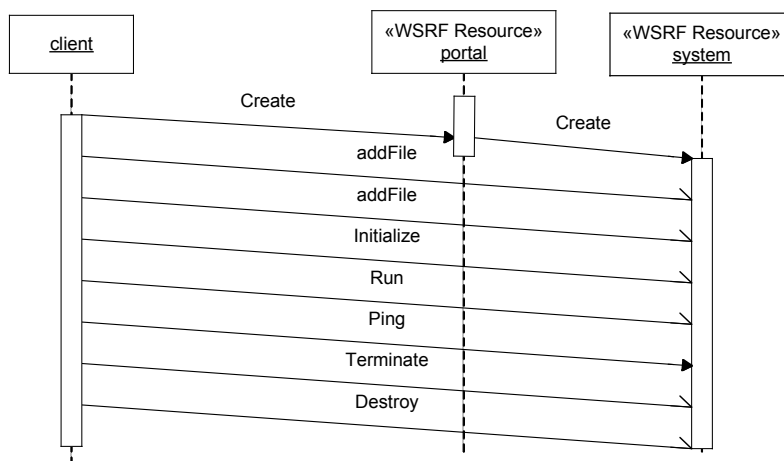 client
«WSRF Resource»
portal
«WSRF Resource»
system
Create
Create
addFile
addFile
Initialize
Run
Ping
Terminate
Destroy